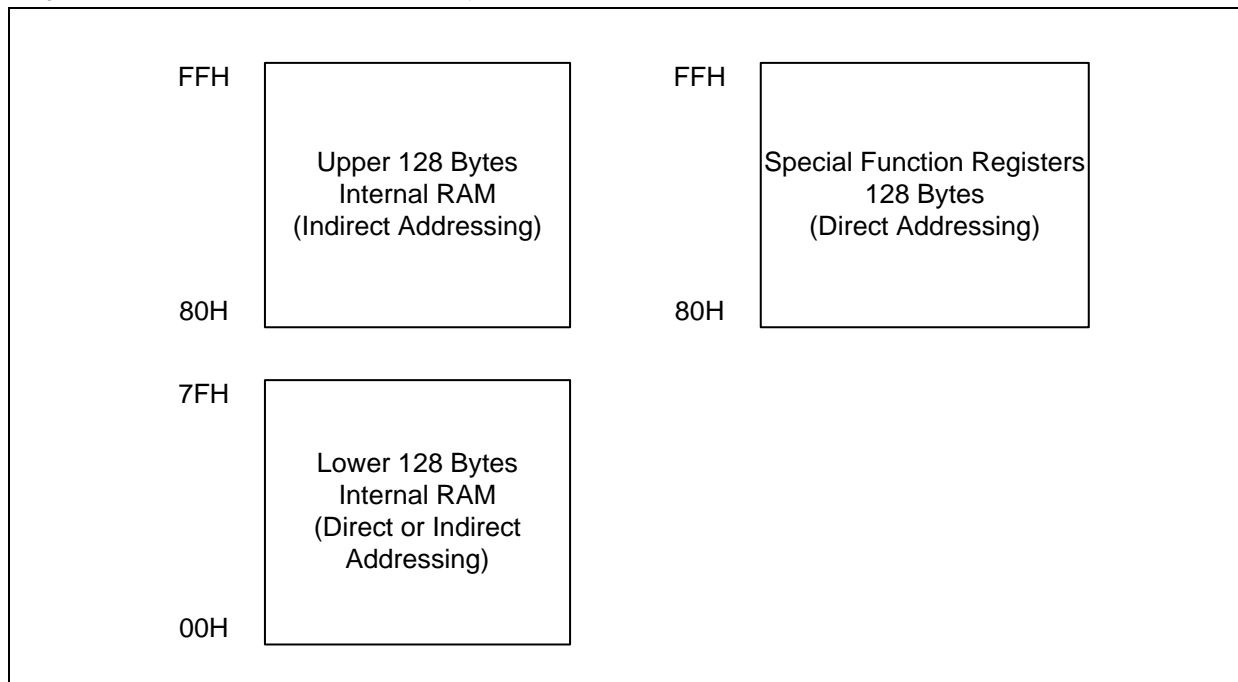 FFH
Upper 128 Bytes
Internal RAM
(Indirect Addressing)
80H
FFH
Special Function Registers
128 Bytes
(Direct Addressing)
80H
7FH
Lower 128 Bytes
Internal RAM
(Direct or Indirect
Addressing)
00H